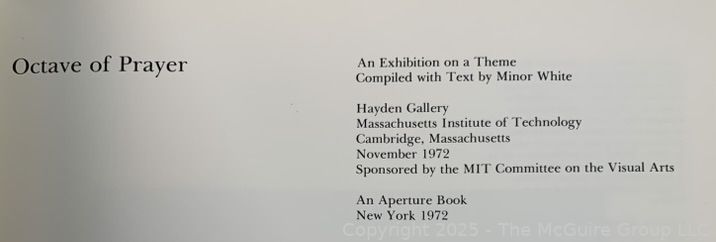 Octave of Prayer
An Exhibition on a Theme
Compiled with Text by Minor White
Hayden Gallery
Massachusetts Institute of Technology
Cambridge, Massachusetts
November 1972
Sponsored by the MIT Committee on the Visual Arts
An Aperture Book
New York 1972
Copyright 2025 - The McGuire Group LLC